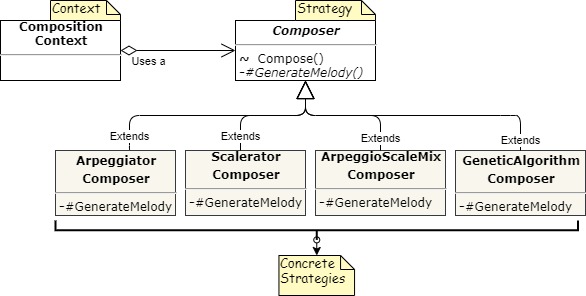 Context
Composition
Context
Uses a
Strategy
Composer
~ Compose()
-#GenerateMelody()
Extends
Extends
Extends
Extends
Arpeggiator
Composer
-#GenerateMelody
Scalerator
Composer
-#GenerateMelody
ArpeggioScaleMix
Composer
-#GenerateMelody
GeneticAlgorithm
Composer
-#GenerateMelody
Concrete
Strategies